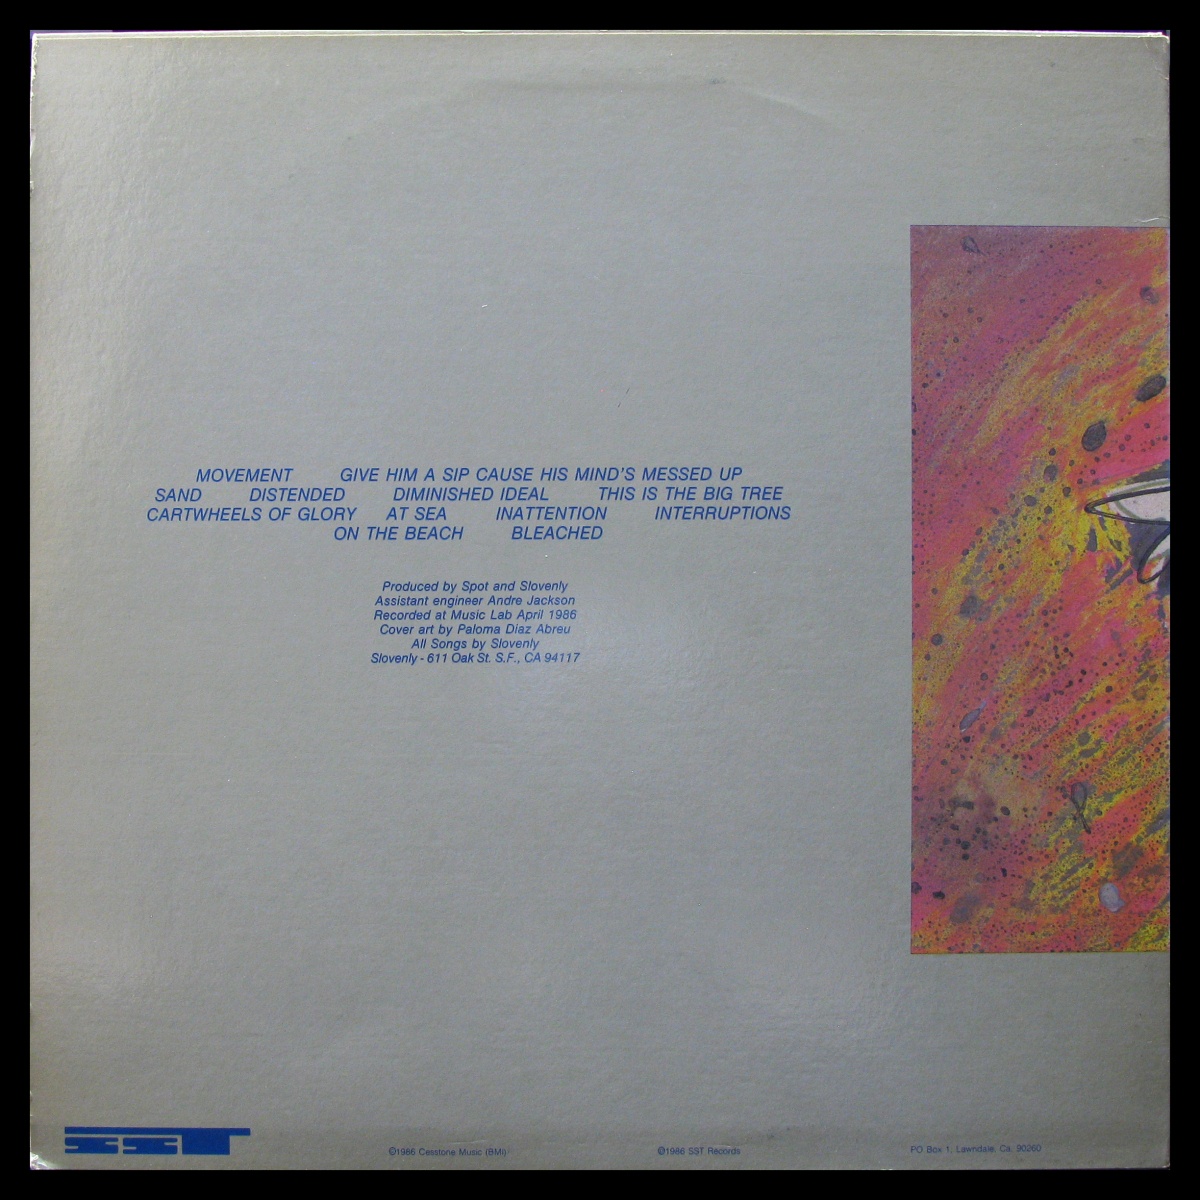 MOVEMENT GIVE HIM A SIP CAUSE HIS MIND'S MESSED UP
SAND DISTENDED DIMINISHED IDEAL THIS IS THE BIG TREE
CARTWHEELS OF GLORY AT SEA INATTENTION INTERRUPTIONS
ON THE BEACH BLEACHED
Produced by Spot and Slovenly
Assistant engineer Andre Jackson
Recorded at Music Lab April 1986
Cover art by Paloma Diaz Abreu
All Songs by Slovenly
Slovenly - 611 Oak St. S.F., CA 94117
SST
©1986 Cesstone Music (BMI)
℗1986 SST Records
PO Box 1, Lawndale, Ca. 90260